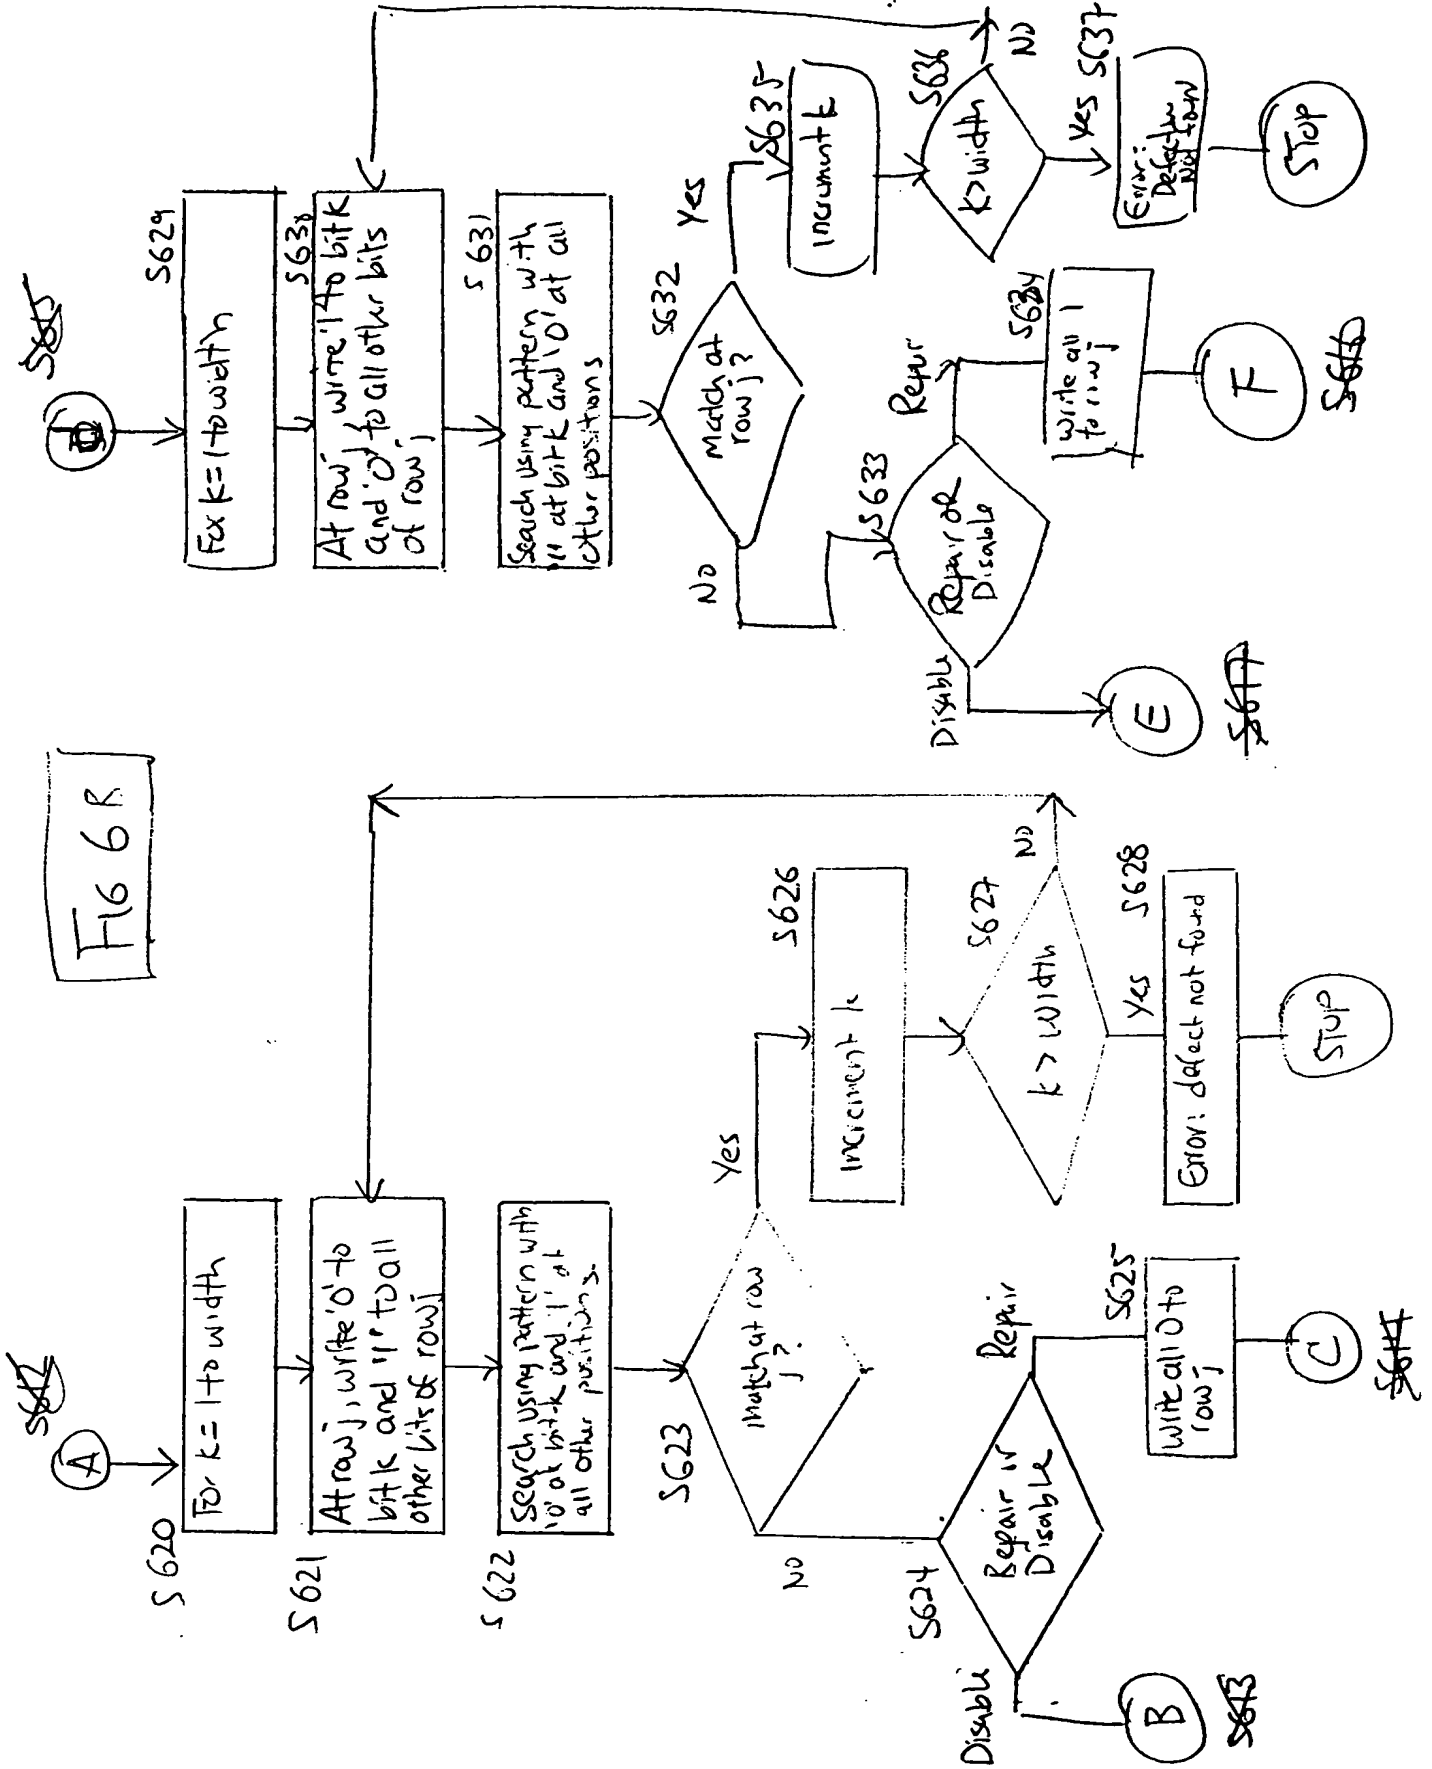 FIG 6B
A
S620
For k = 1 to width
S621
At row j, write '0' to
bit k and '1' to all
other bits of row j
S622
Search using pattern with
'0' at bit k and '1' at
all other positions.
S623
Match at row
j?
Yes
S626
Increment k
S627
k > width
NO
Yes
S628
Error: defect not found
STOP
NO
S624
Repair or
Disable
Repair
S625
Write all 0 to
row j
C
S614
Disable
B
S613
S615
S629
For k = 1 to width
S630
At row j, write '1' to bit k
and '0' to all other bits
of row j
S631
Search using pattern with
'1' at bit k and '0' at all
other positions
S632
Match at
row j?
Yes
S635
Increment k
S636
k > width
NO
Yes
S637
Error:
Not
STOP
NO
S633
Repair OR
Disable
Repair
S634
Write all 1
to row j
F
S616
Disable
E
S617
S612